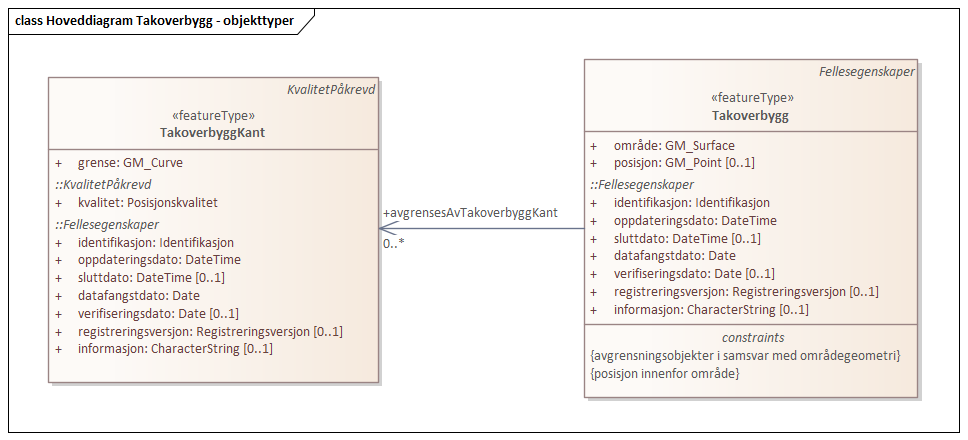 class Hoveddiagram Takoverbygg - objekttyper
KvalitetPåkrevd
«featureType»
TakoverbyggKant
+ grense: GM_Curve
::KvalitetPåkrevd
+ kvalitet: Posisjonskvalitet
::Fellesegenskaper
+ identifikasjon: Identifikasjon
+ oppdateringsdato: DateTime
+ sluttdato: DateTime [0..1]
+ datafangstdato: Date
+ verifiseringsdato: Date [0..1]
+ registreringsversjon: Registreringsversjon [0..1]
+ informasjon: CharacterString [0..1]
+avgrensesAvTakoverbyggKant
0..*
Fellesegenskaper
«featureType»
Takoverbygg
+ område: GM_Surface
+ posisjon: GM_Point [0..1]
::Fellesegenskaper
+ identifikasjon: Identifikasjon
+ oppdateringsdato: DateTime
+ sluttdato: DateTime [0..1]
+ datafangstdato: Date
+ verifiseringsdato: Date [0..1]
+ registreringsversjon: Registreringsversjon [0..1]
+ informasjon: CharacterString [0..1]
constraints
{avgrensningsobjekter i samsvar med områdegeometri}
{posisjon innenfor område}